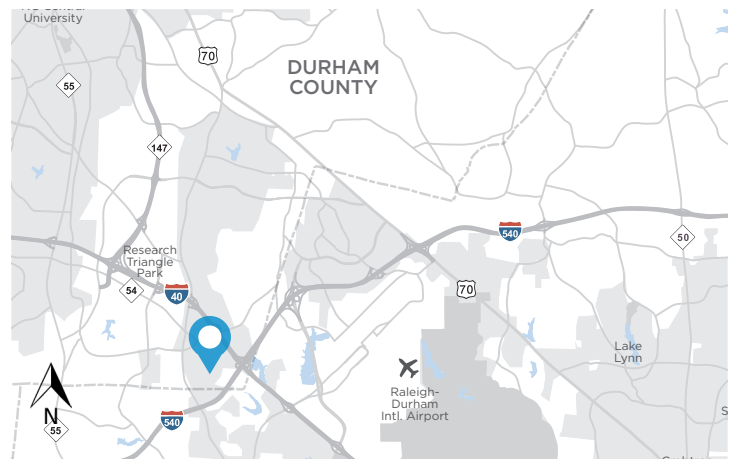 University
70
DURHAM
COUNTY
55
147
540
50
Research
Triangle
Park
54
40
70
Lake
Lynn
Raleigh-
Durham
Intl. Airport
N
55
540